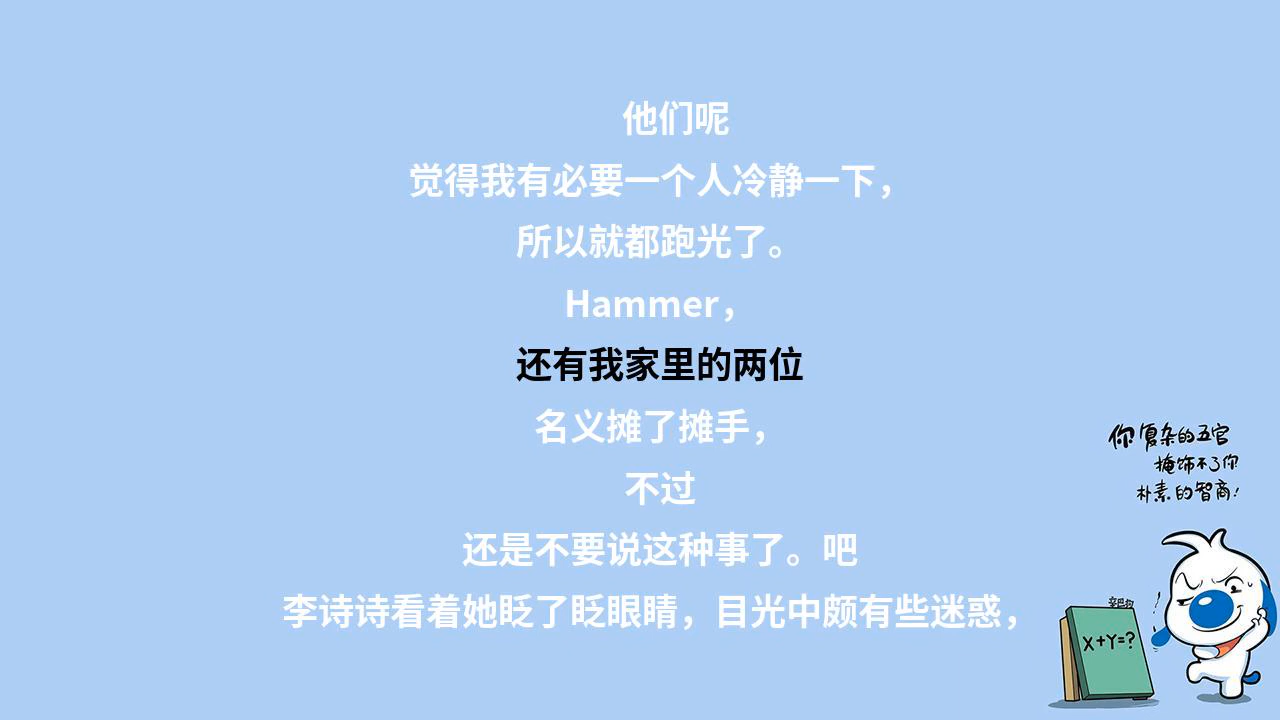 他们呢
觉得我有必要一个人冷静一下，
所以就都跑光了。
Hammer，
还有我家里的两位
名义摊了摊手，
不过
还是不要说这种事了。吧
李诗诗看着她眨了眨眼睛，目光中颇有些迷惑，
你复杂的五官
掩饰不了你
朴素的智商！
X+Y=?